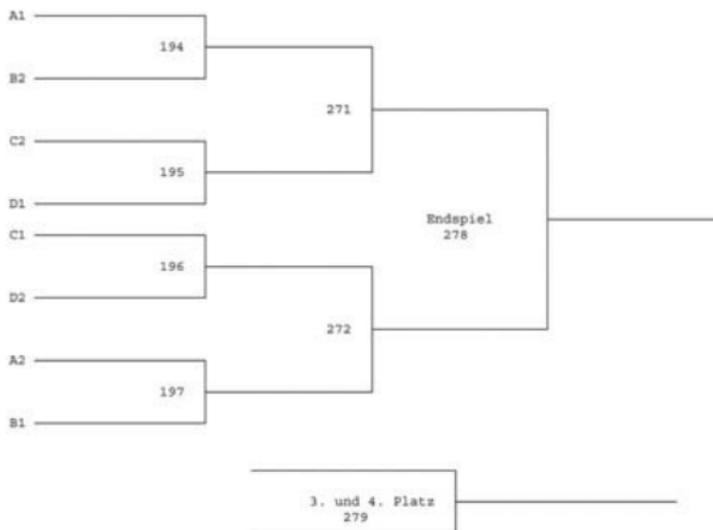 A1
194
B2
271
C2
195
D1
Endspiel
278
C1
196
D2
272
A2
197
B1
3. und 4. Platz
279